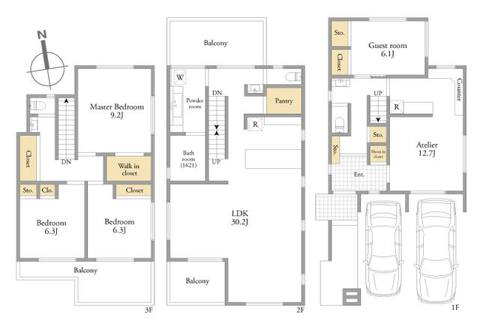 N
Closet
DN
Master Bedroom
9.2J
Walk in
closet
Sto.
Clo.
Closet
Bedroom
6.3J
Bedroom
6.3J
Balcony
3F
Balcony
W
DN
Powder
room
Pantry
R
Bath
room
(1621)
UP
LDK
30.2J
Balcony
2F
Sto.
Closet
Guest room
6.1J
Counter
UP
R
Sto.
Sto.
Shoes in
closet
Atelier
12.7J
Ent.
1F